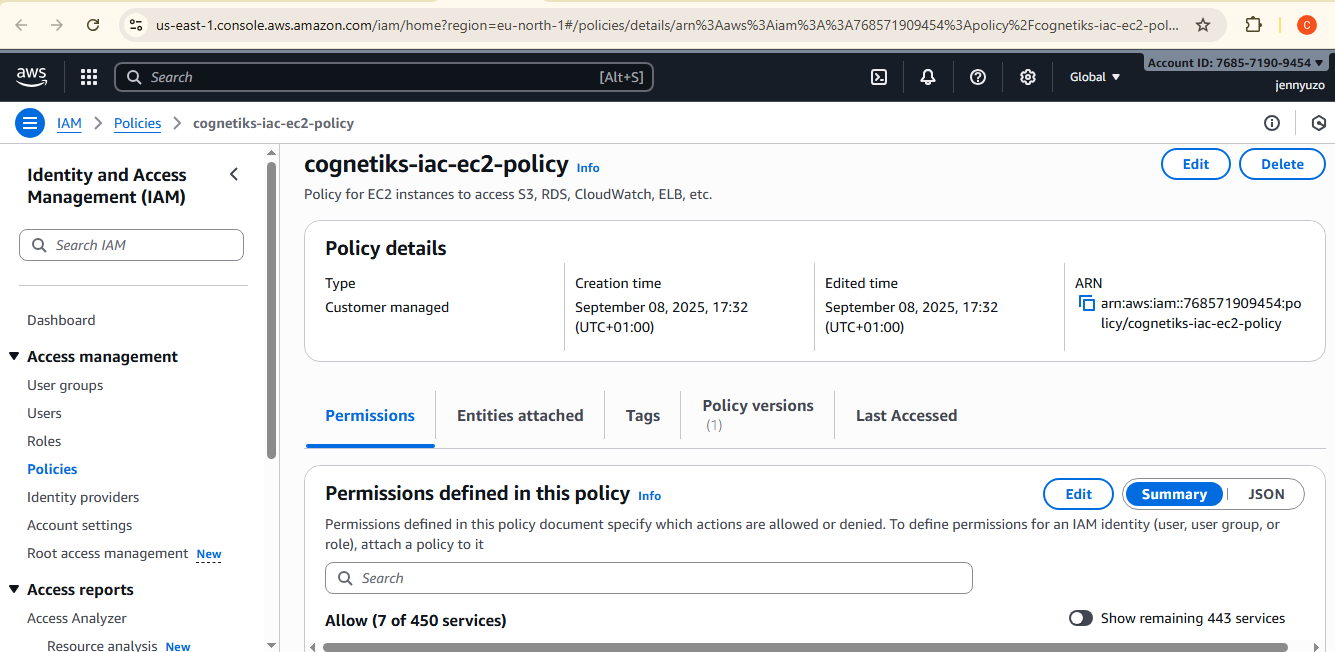 us-east-1.console.aws.amazon.com/iam/home?region=eu-north-1#/policies/details/arn%3Aaws%3Aiam%3A%3A768571909454%3Apolicy%2Fcognetiks-iac-ec2-pol...
C
aws
Search
[Alt+S]
Global
Account ID: 7685-7190-9454
jennyuzo
IAM
Policies
cognetiks-iac-ec2-policy
Identity and Access
Management (IAM)
Search IAM
Dashboard
Access management
User groups
Users
Roles
Policies
Identity providers
Account settings
Root access management New
Access reports
Access Analyzer
Resource analysis New
cognetiks-iac-ec2-policy Info
Edit
Delete
Policy for EC2 instances to access S3, RDS, CloudWatch, ELB, etc.
Policy details
Type
Customer managed
Creation time
September 08, 2025, 17:32
(UTC+01:00)
Edited time
September 08, 2025, 17:32
(UTC+01:00)
ARN
arn:aws:iam::768571909454:po
licy/cognetiks-iac-ec2-policy
Permissions
Entities attached
Tags
Policy versions
(1)
Last Accessed
Permissions defined in this policy Info
Edit
Summary
JSON
Permissions defined in this policy document specify which actions are allowed or denied. To define permissions for an IAM identity (user, user group, or
role), attach a policy to it
Search
Allow (7 of 450 services)
Show remaining 443 services